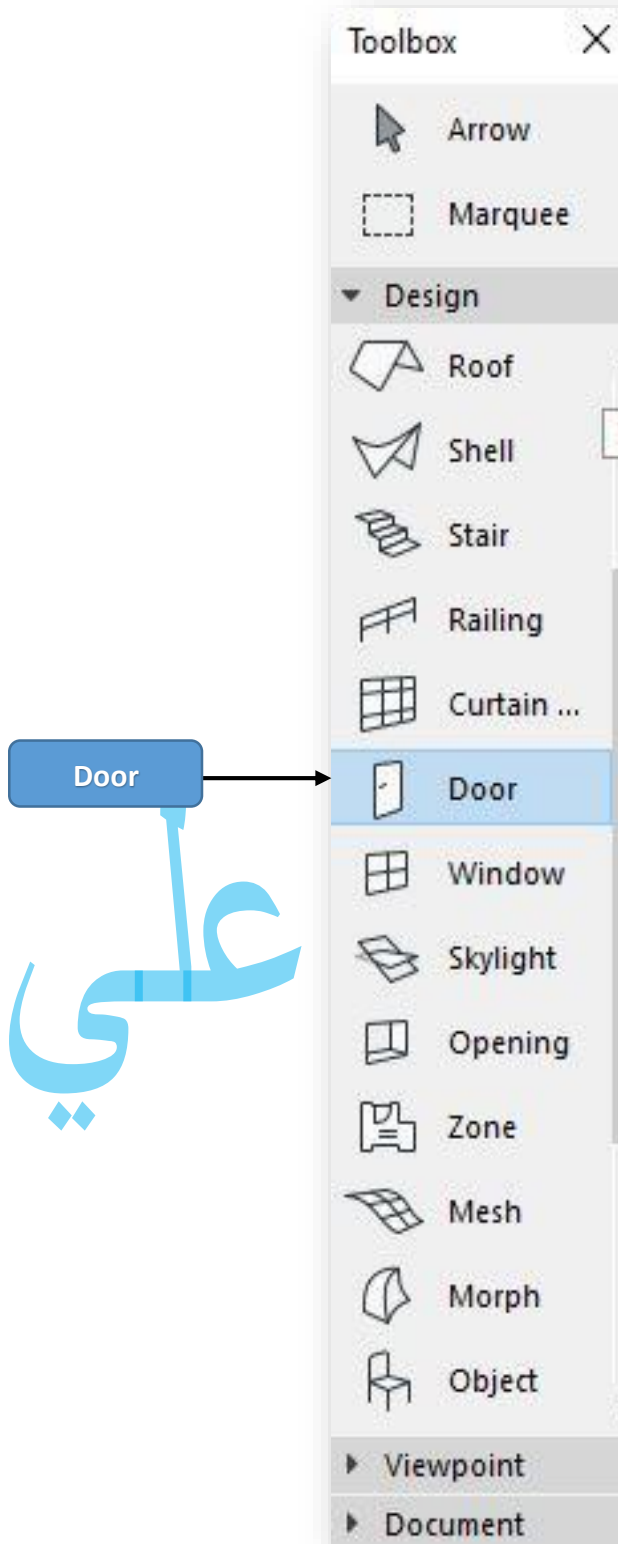 Toolbox
Arrow
Marquee
Design
Roof
Shell
Stair
Railing
Curtain ...
Door
Door
Window
علي
Skylight
Opening
Zone
Mesh
Morph
Object
Viewpoint
Document